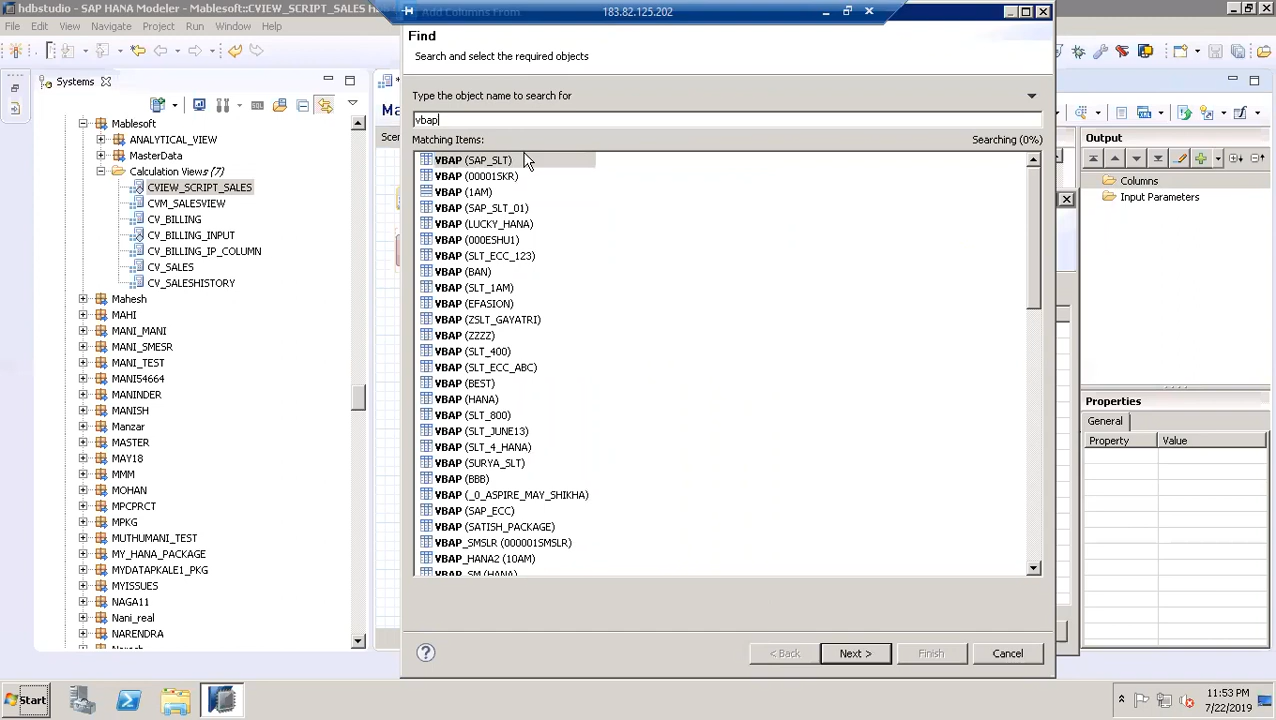 hdbstudio - SAP HANA Modeler - Mablesoft::CVIEW_SCRIPT_SALES
Add Columns From
183.82.125.202
File Edit View Navigate Project Run Window Help
Systems
Mablesoft
ANALYTICAL_VIEW
MasterData
Calculation Views (7)
CVIEW_SCRIPT_SALES
CVM_SALESVIEW
CV_BILLING
CV_BILLING_INPUT
CV_BILLING_IP_COLUMN
CV_SALES
CV_SALESHISTORY
Mahesh
MAHI
MANI_MANI
MANI_SMESR
MANI_TEST
MANI54664
MANINDER
MANISH
Manzar
MASTER
MAY18
MMM
MOHAN
MPCPRCT
MPKG
MUTHUMANI_TEST
MY_HANA_PACKAGE
MYDATAPKALE1_PKG
MYISSUES
NAGA11
Nani_real
NARENDRA
Find
Search and select the required objects
Type the object name to search for
vbap
Matching Items:
Searching (0%)
VBAP (SAP_SLT)
VBAP (00001SKR)
VBAP (1AM)
VBAP (SAP_SLT_01)
VBAP (LUCKY_HANA)
VBAP (000ESHU1)
VBAP (SLT_ECC_123)
VBAP (BAN)
VBAP (SLT_1AM)
VBAP (EFASION)
VBAP (ZSLT_GAYATRI)
VBAP (ZZZZ)
VBAP (SLT_400)
VBAP (SLT_ECC_ABC)
VBAP (BEST)
VBAP (HANA)
VBAP (SLT_800)
VBAP (SLT_JUNE13)
VBAP (SLT_4_HANA)
VBAP (SURYA_SLT)
VBAP (BBB)
VBAP (_0_ASPIRE_MAY_SHIKHA)
VBAP (SAP_ECC)
VBAP (SATISH_PACKAGE)
VBAP_SMSLR (000001SMSLR)
VBAP_HANA2 (10AM)
VBAP_SM (HANA)
< Back
Next >
Finish
Cancel
Output
Columns
Input Parameters
Properties
General
Property
Value
Start
11:53 PM
7/22/2019